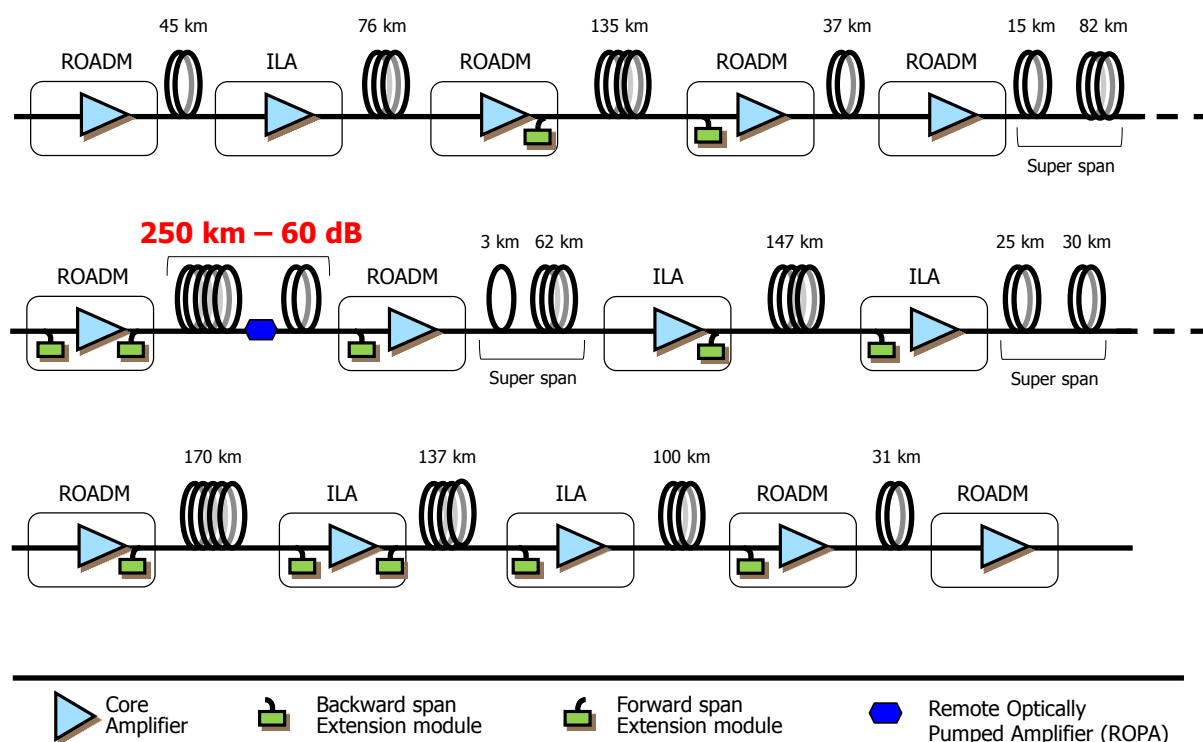 45 km
76 km
135 km
37 km
15 km
82 km
ROADM
ILA
ROADM
ROADM
ROADM
Super span
250 km – 60 dB
3 km
62 km
147 km
25 km
30 km
ROADM
ROADM
ILA
ILA
Super span
Super span
170 km
137 km
100 km
31 km
ROADM
ILA
ILA
ROADM
ROADM
Core
Amplifier
Backward span
Extension module
Forward span
Extension module
Remote Optically
Pumped Amplifier (ROPA)